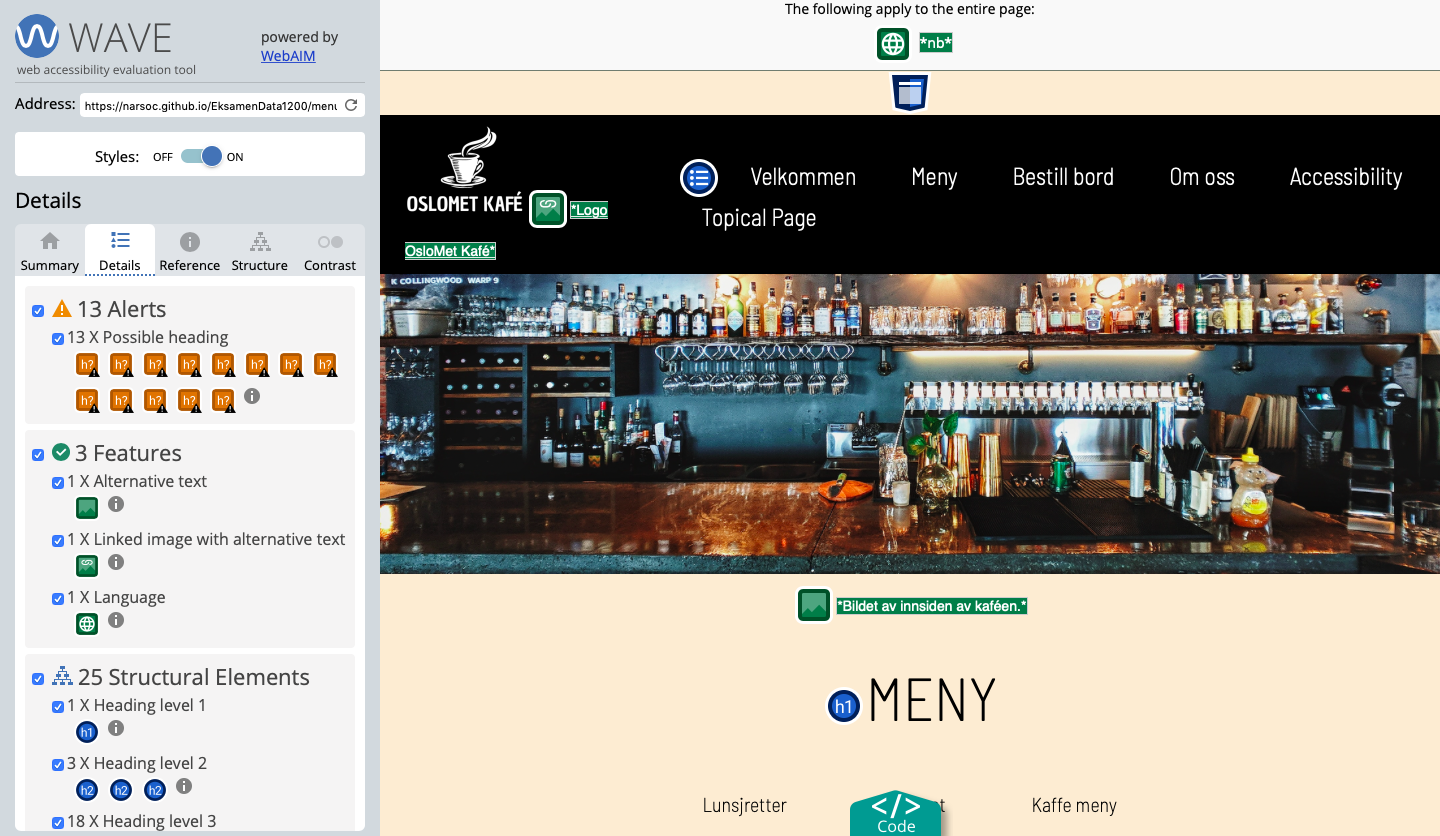 WAVE
powered by
WebAIM
web accessibility evaluation tool
Address: https://narsoc.github.io/EksamenData1200/menu
Styles: OFF ON
Details
Summary Details Reference Structure Contrast
13 Alerts
13 X Possible heading
h? h? h? h? h? h? h? h?
h? h? h? h? h?
3 Features
1 X Alternative text
1 X Linked image with alternative text
1 X Language
25 Structural Elements
1 X Heading level 1
h1
3 X Heading level 2
h2 h2 h2
18 X Heading level 3
The following apply to the entire page:
*nb*
OSLOMET KAFÉ
*Logo
OsloMet Kafé*
Velkommen Meny Bestill bord Om oss Accessibility
Topical Page
K COLLINGWOOD WARP 9
*Bildet av innsiden av kaféen.*
h1 MENY
Lunsjretter Kaffe meny
</> Code